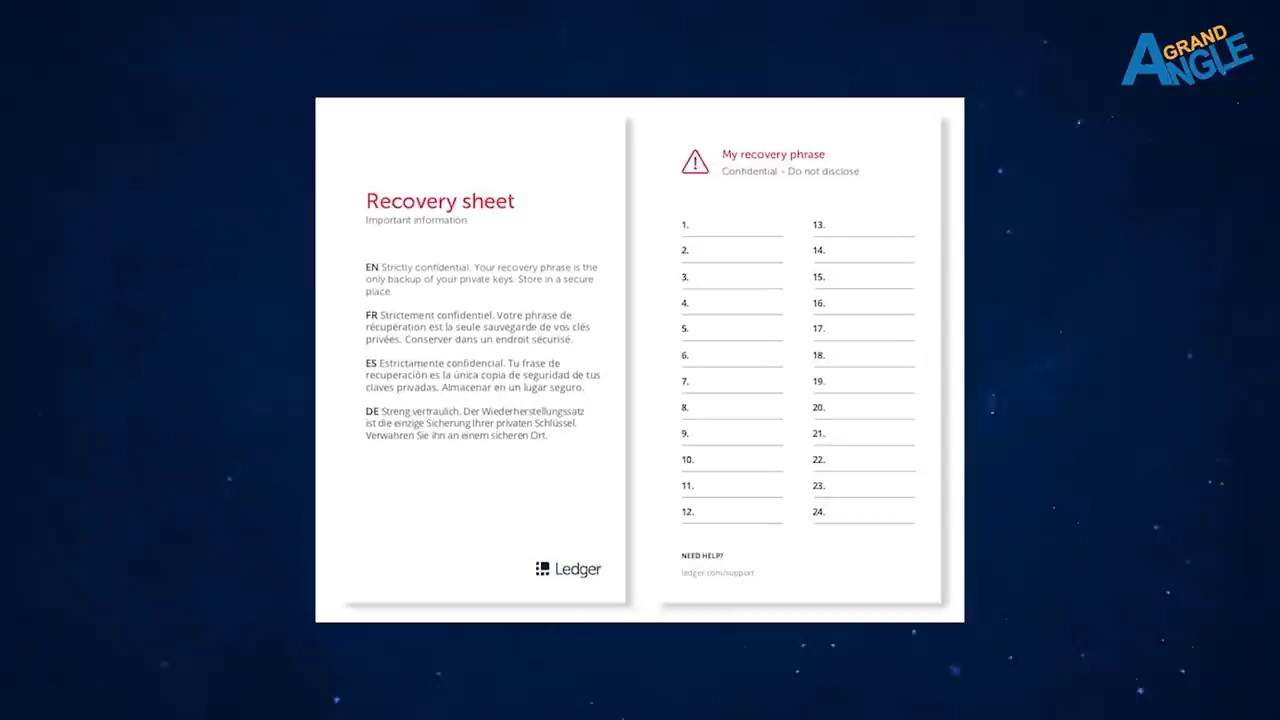 GRAND
ANGLE
Recovery sheet
Important information
EN Strictly confidential. Your recovery phrase is the
only backup of your private keys. Store in a secure
place.
FR Strictement confidentiel. Votre phrase de
récupération est la seule sauvegarde de vos clés
privées. Conserver dans un endroit sécurisé.
ES Estrictamente confidencial. Tu frase de
recuperación es la única copia de seguridad de tus
claves privadas. Almacenar en un lugar seguro.
DE Streng vertraulich. Der Wiederherstellungssatz
ist die einzige Sicherung Ihrer privaten Schlüssel.
Verwahren Sie ihn an einem sicheren Ort.
Ledger
My recovery phrase
Confidential - Do not disclose
1.
2.
3.
4.
5.
6.
7.
8.
9.
10.
11.
12.
13.
14.
15.
16.
17.
18.
19.
20.
21.
22.
23.
24.
NEED HELP?
ledger.com/support